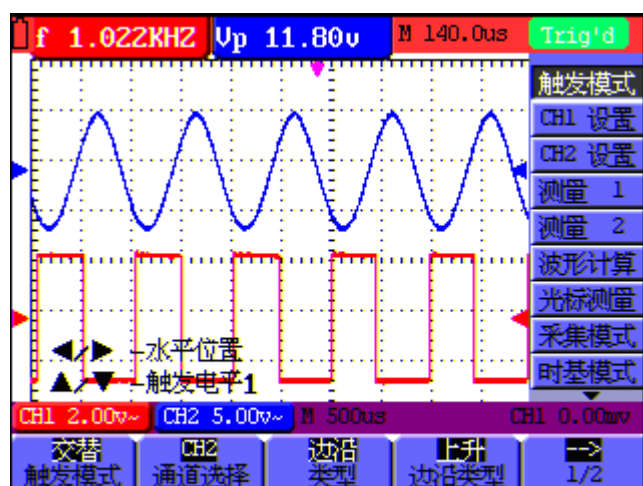 f 1.022KHZ Vp 11.80v M 140.0us Trig'd
触发模式
CH1 设置
CH2 设置
测量 1
测量 2
波形计算
光标测量
采集模式
时基模式
◀/▶ -水平位置
▲/▼ -触发电平1
CH1 2.00v~ CH2 5.00v~ M 500us CH1 0.00mv
交替 CH2 边沿 上升 -->
触发模式 通道选择 类型 边沿类型 1/2